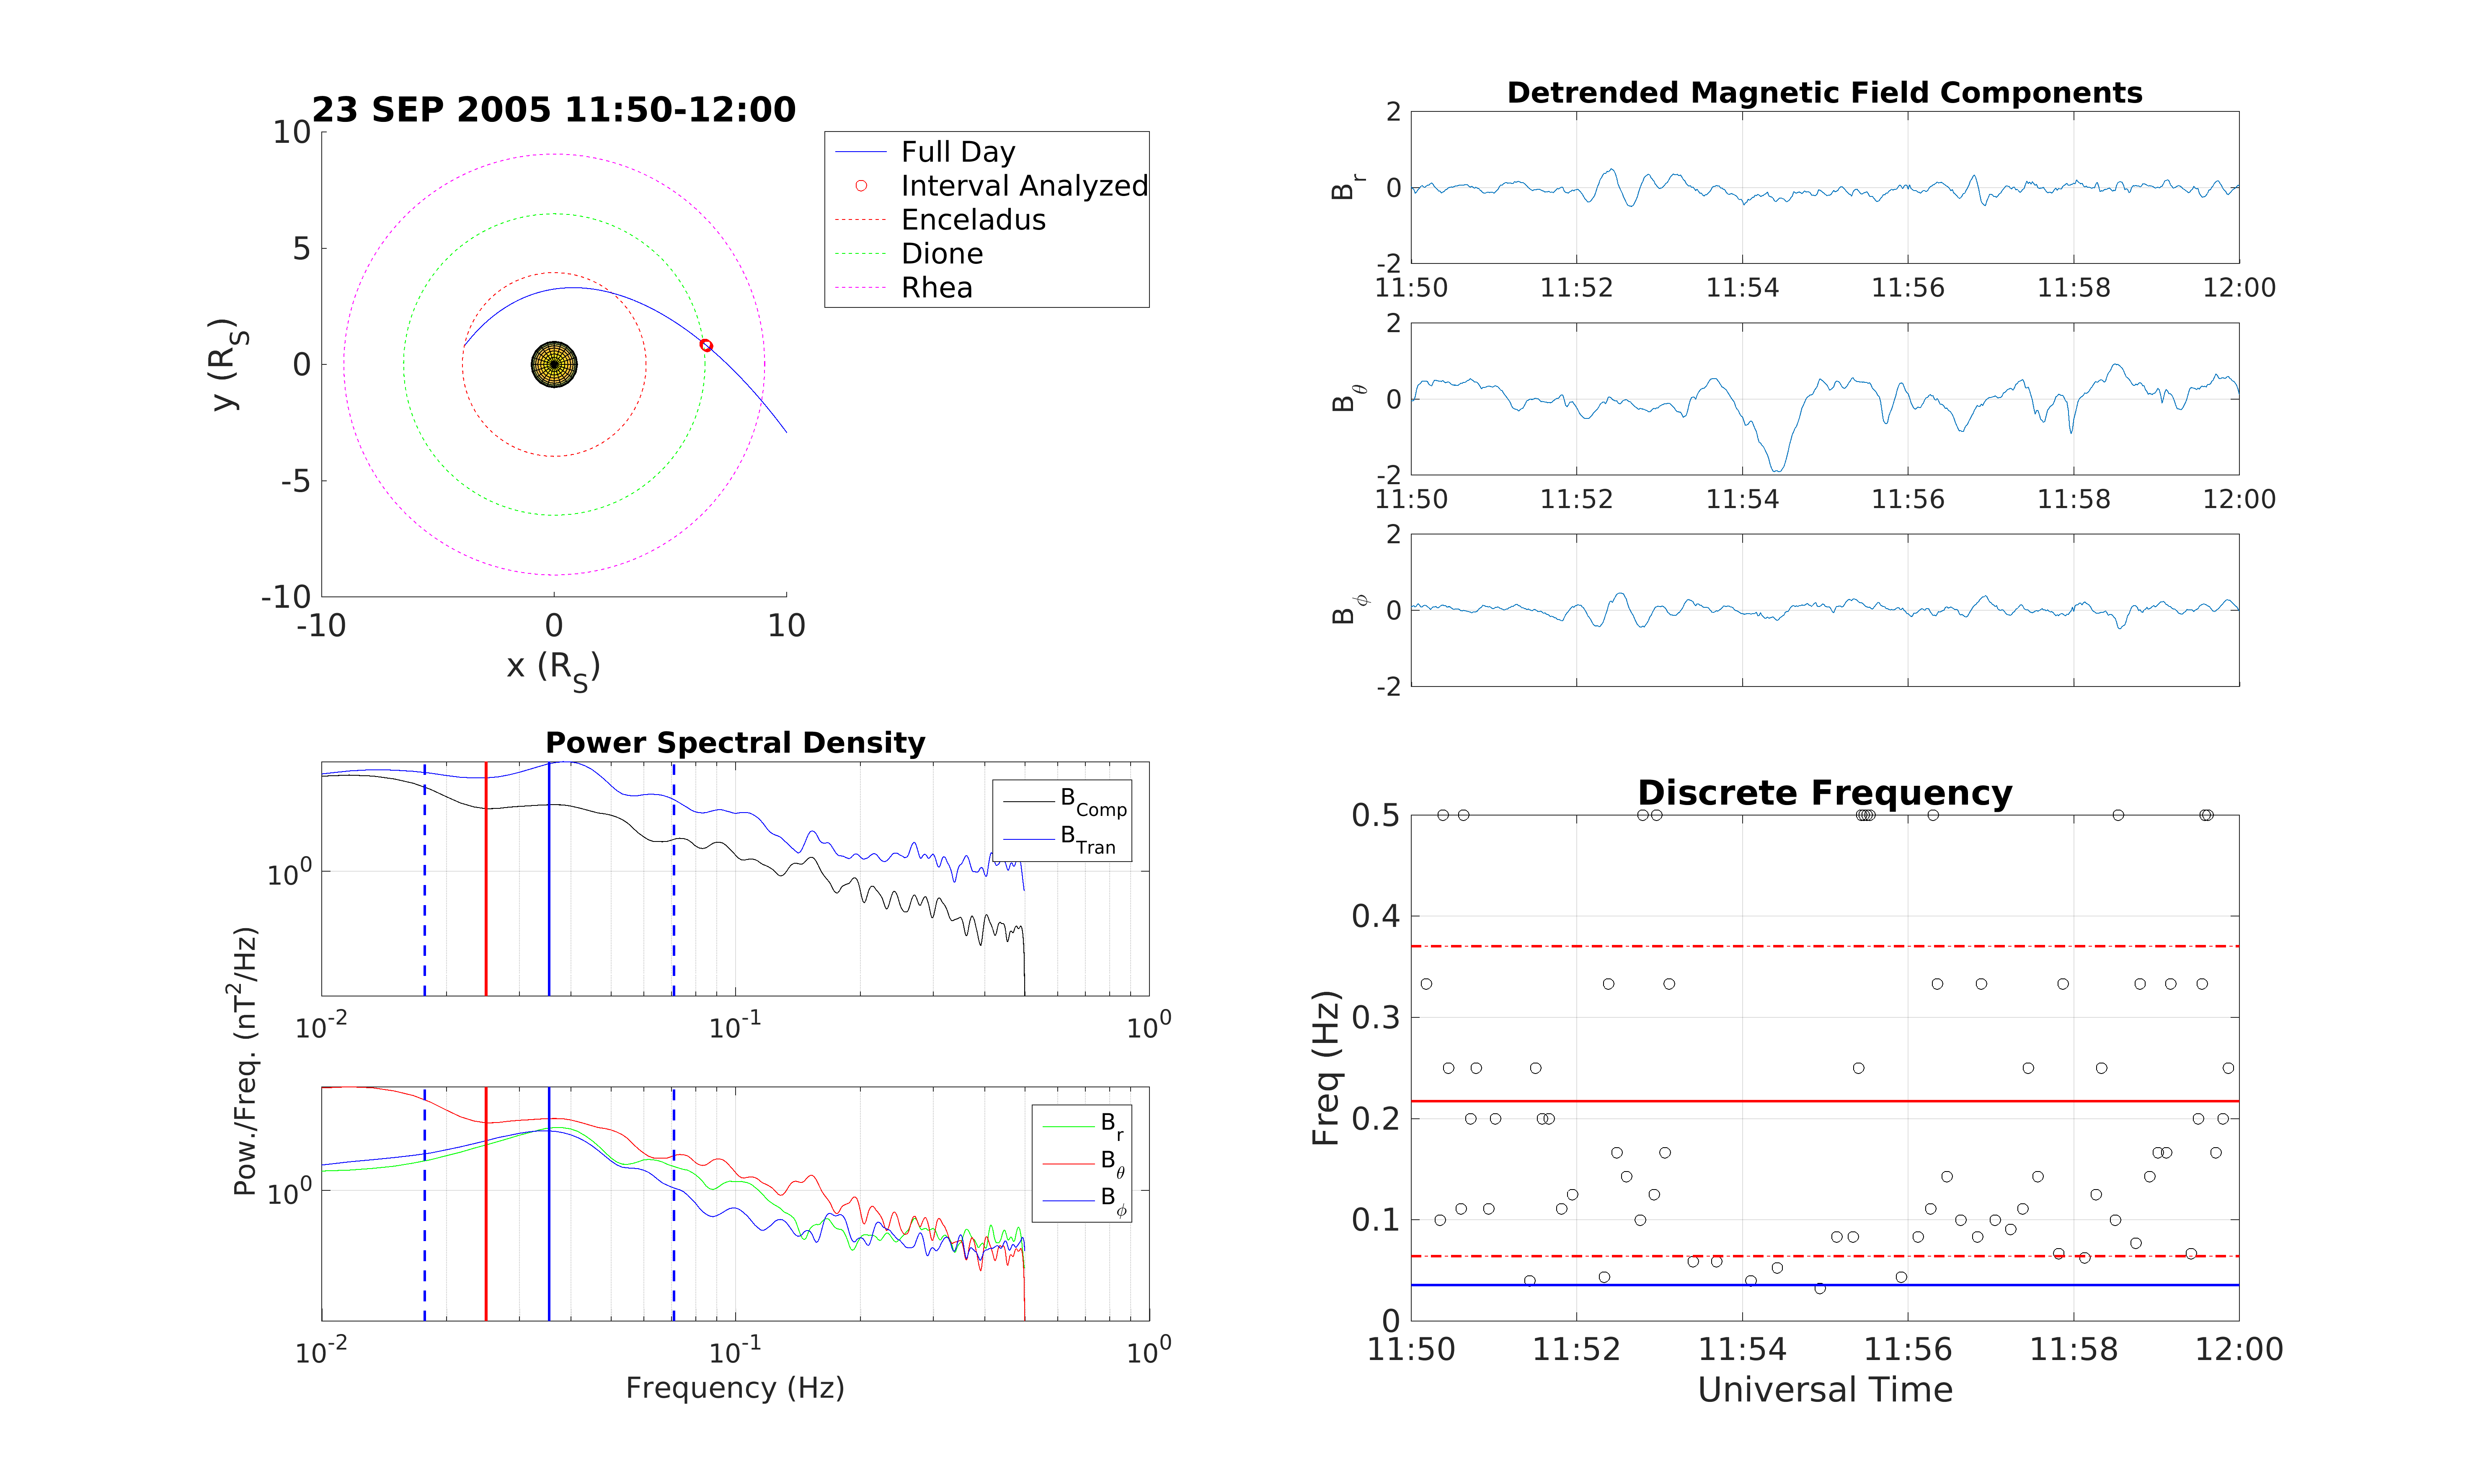 23 SEP 2005 11:50-12:00
10
5
0
-5
-10
-10 0 10
x (R_S)
y (R_S)
Full Day
Interval Analyzed
Enceladus
Dione
Rhea
Detrended Magnetic Field Components
2
0
-2
B_r
11:50 11:52 11:54 11:56 11:58 12:00
2
0
-2
B_θ
11:50 11:52 11:54 11:56 11:58 12:00
2
0
-2
B_ϕ
Power Spectral Density
10^0
B_Comp
B_Tran
10^-2 10^-1 10^0
Pow./Freq. (nT^2/Hz)
10^0
B_r
B_θ
B_ϕ
10^-2 10^-1 10^0
Frequency (Hz)
Discrete Frequency
0.5
0.4
0.3
0.2
0.1
0
Freq (Hz)
11:50 11:52 11:54 11:56 11:58 12:00
Universal Time